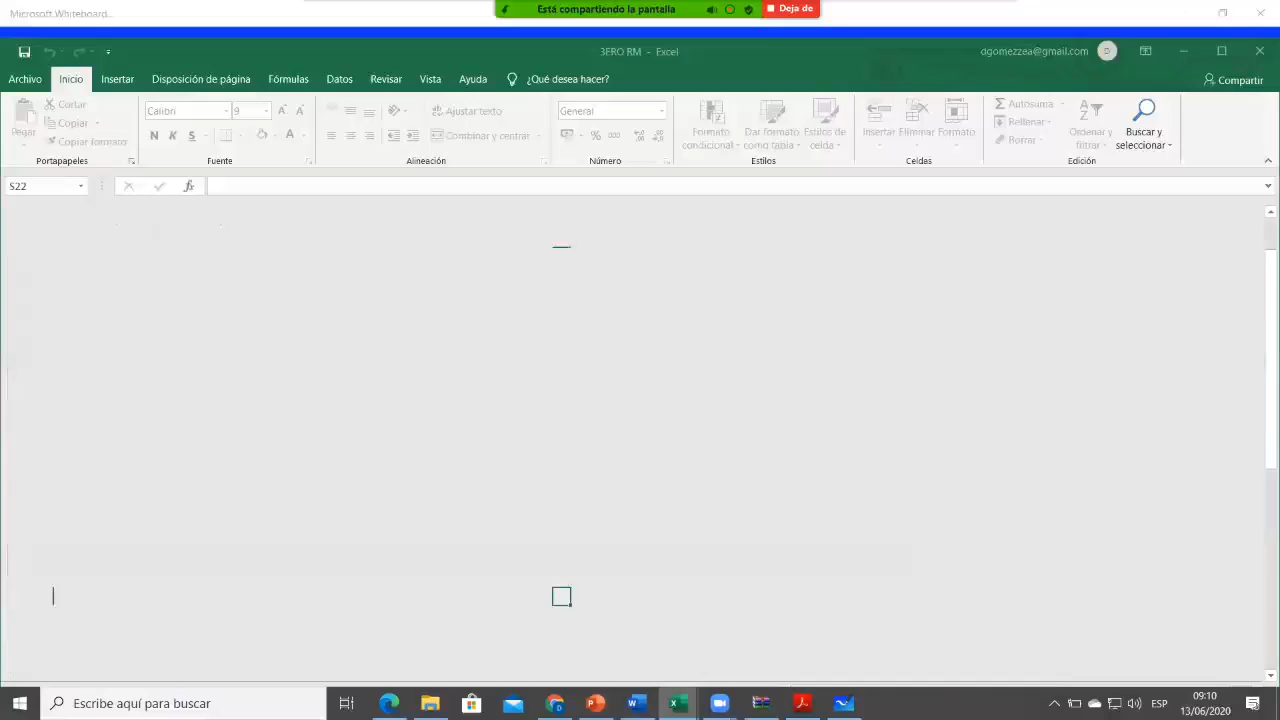 Microsoft Whiteboard
Está compartiendo la pantalla
Deja de
3ERO RM - Excel
dgomezzea@gmail.com
D
Archivo Inicio Insertar Disposición de página Fórmulas Datos Revisar Vista Ayuda ¿Qué desea hacer? Compartir
Pegar
Cortar
Copiar
Copiar formato
Portapapeles
Calibri 9
N K S A
Fuente
Ajustar texto
Combinar y centrar
Alineación
General
% 000
Número
Formato condicional
Dar formato como tabla
Estilos de celda
Estilos
Insertar Eliminar Formato
Celdas
Autosuma
Rellenar
Borrar
Ordenar y filtrar
Buscar y seleccionar
Edición
S22
fx
Escribe aquí para buscar
ESP
09:10
13/06/2020